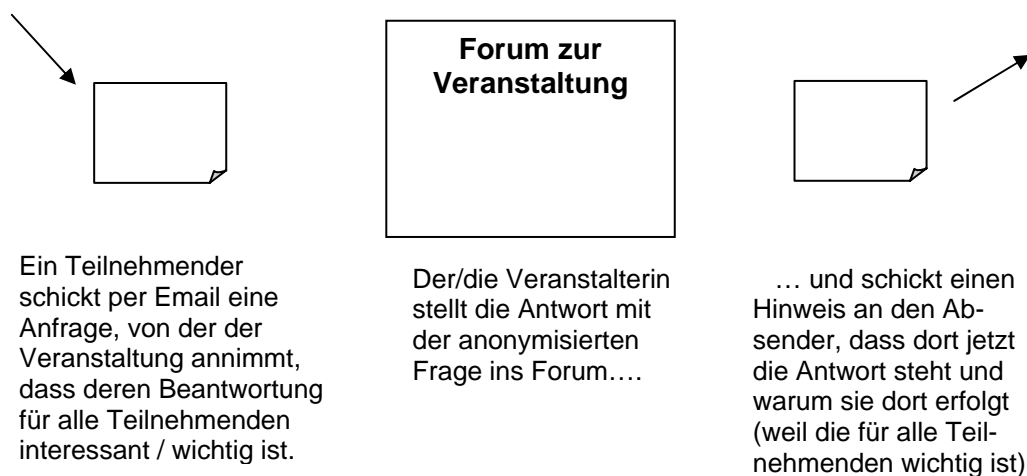 Forum zur
Veranstaltung
Ein Teilnehmender
schickt per Email eine
Anfrage, von der der
Veranstaltung annimmt,
dass deren Beantwortung
für alle Teilnehmenden
interessant / wichtig ist.
Der/die Veranstalterin
stellt die Antwort mit
der anonymisierten
Frage ins Forum….
… und schickt einen
Hinweis an den Ab-
sender, dass dort jetzt
die Antwort steht und
warum sie dort erfolgt
(weil die für alle Teil-
nehmenden wichtig ist)